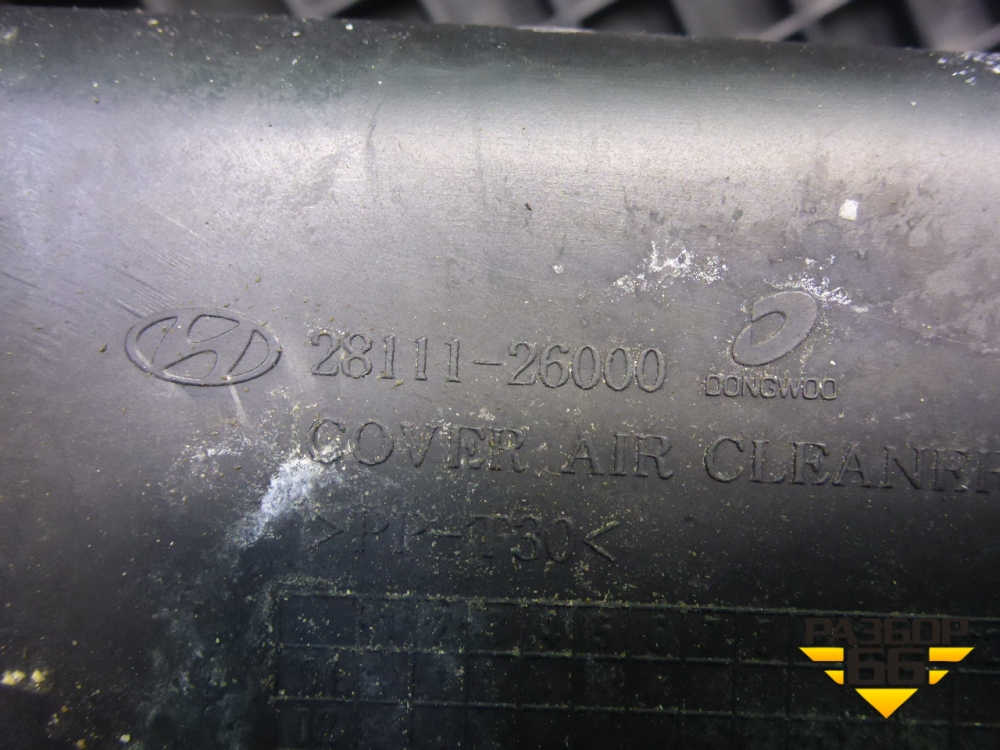 28111-26000
DONGWOO
COVER AIR CLEANER
>PP-T30<
РАЗБОР
66